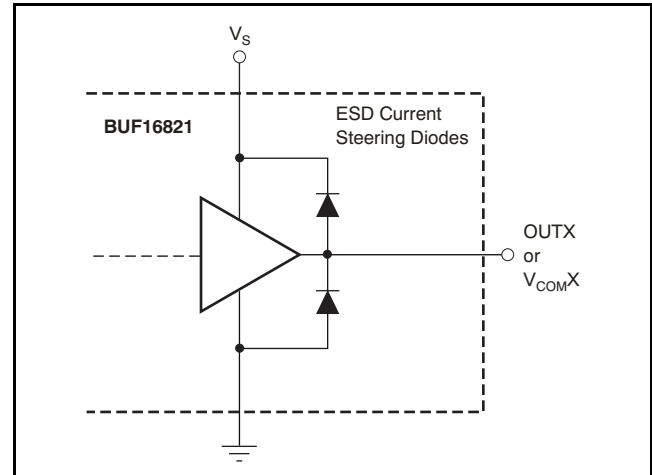 V_S
BUF16821
ESD Current
Steering Diodes
OUTX
or
V_COMX